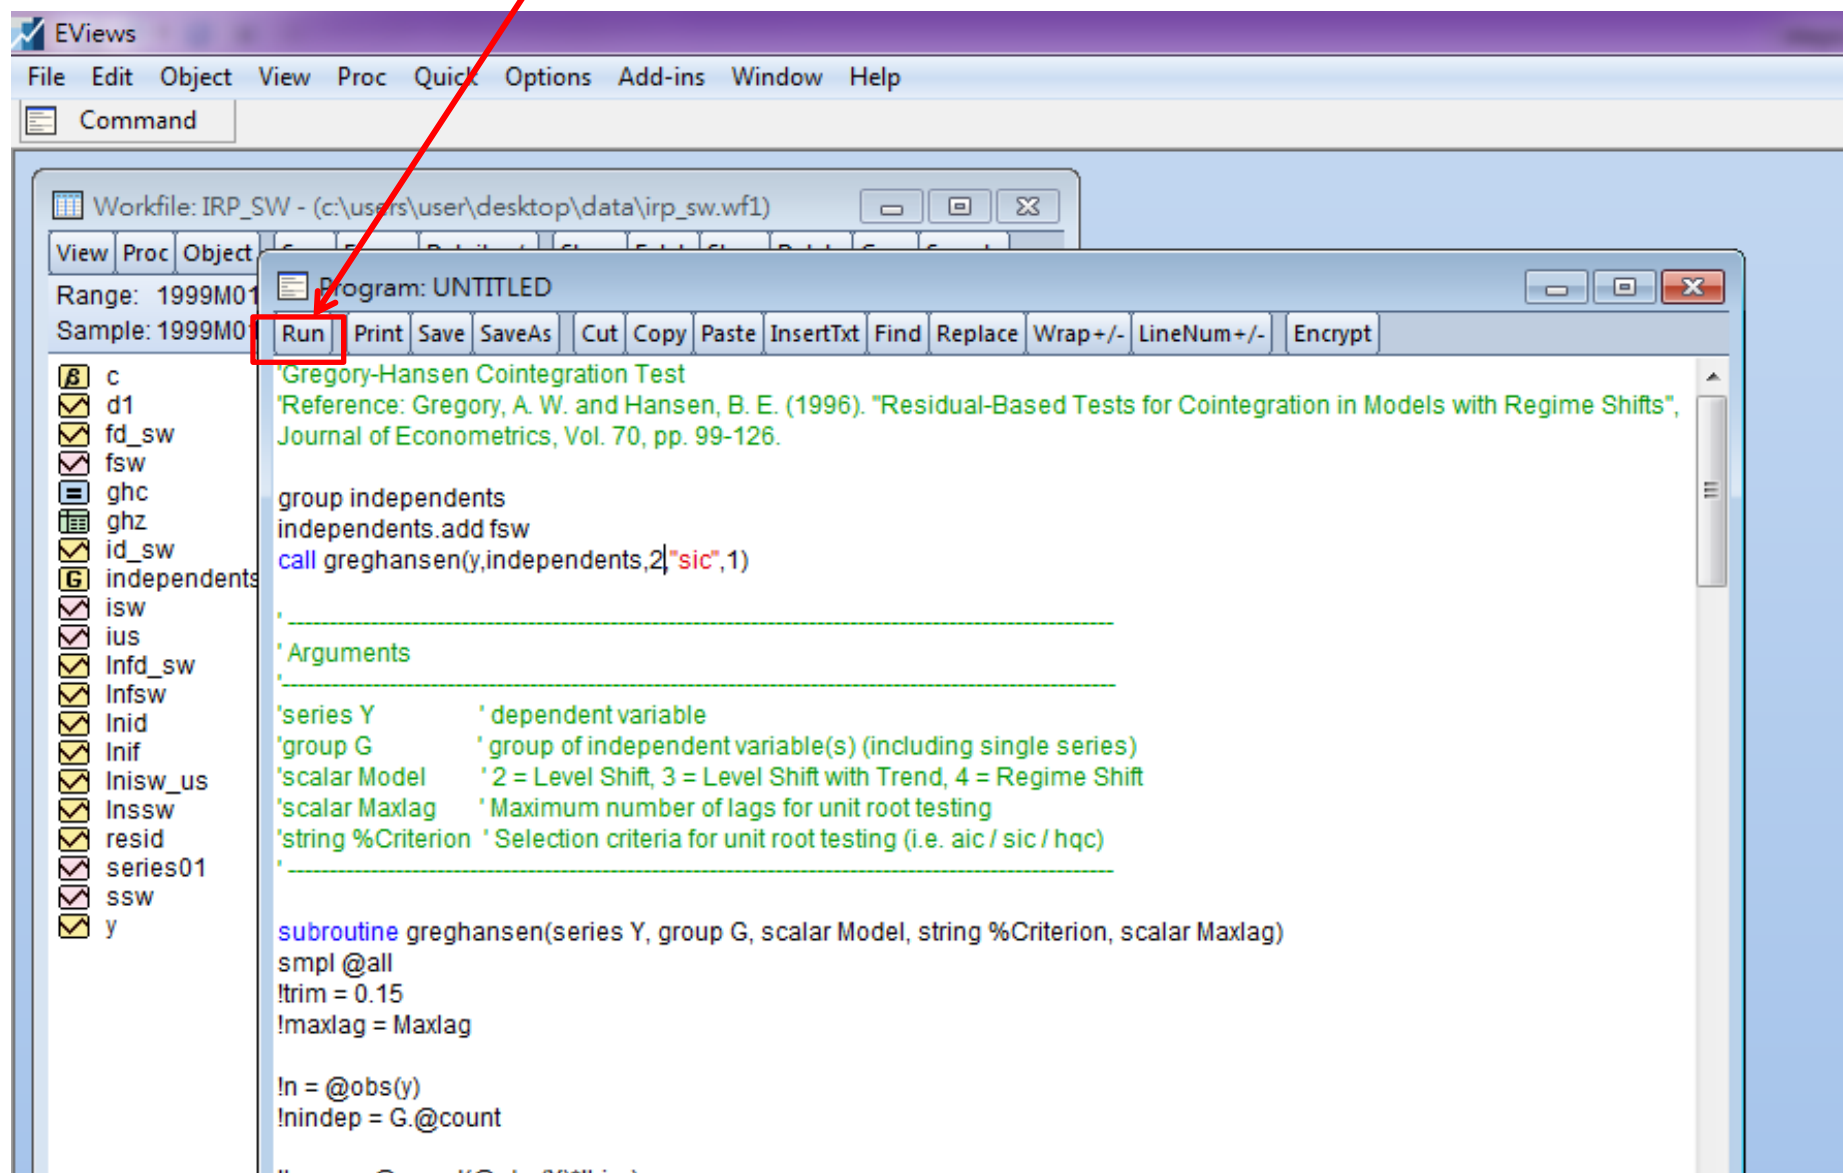 EViews
File Edit Object View Proc Quick Options Add-ins Window Help
Command
Workfile: IRP_SW - (c:\users\user\desktop\data\irp_sw.wf1)
View Proc Object
Range: 1999M01
Sample: 1999M01
c
d1
fd_sw
fsw
ghc
ghz
id_sw
independents
isw
ius
lnfd_sw
lnfsw
lnid
lnif
lnisw_us
lnssw
resid
series01
ssw
y
Program: UNTITLED
Run Print Save SaveAs Cut Copy Paste InsertTxt Find Replace Wrap+/- LineNum+/- Encrypt
'Gregory-Hansen Cointegration Test
'Reference: Gregory, A. W. and Hansen, B. E. (1996). "Residual-Based Tests for Cointegration in Models with Regime Shifts",
Journal of Econometrics, Vol. 70, pp. 99-126.
group independents
independents.add fsw
call greghansen(y,independents,2,"sic",1)
' ----------------------------------------------------------------
' Arguments
'----------------------------------------------------------------
'series Y ' dependent variable
'group G ' group of independent variable(s) (including single series)
'scalar Model ' 2 = Level Shift, 3 = Level Shift with Trend, 4 = Regime Shift
'scalar Maxlag ' Maximum number of lags for unit root testing
'string %Criterion ' Selection criteria for unit root testing (i.e. aic / sic / hqc)
' ----------------------------------------------------------------
subroutine greghansen(series Y, group G, scalar Model, string %Criterion, scalar Maxlag)
smpl @all
!trim = 0.15
!maxlag = Maxlag
!n = @obs(y)
!nindep = G.@count